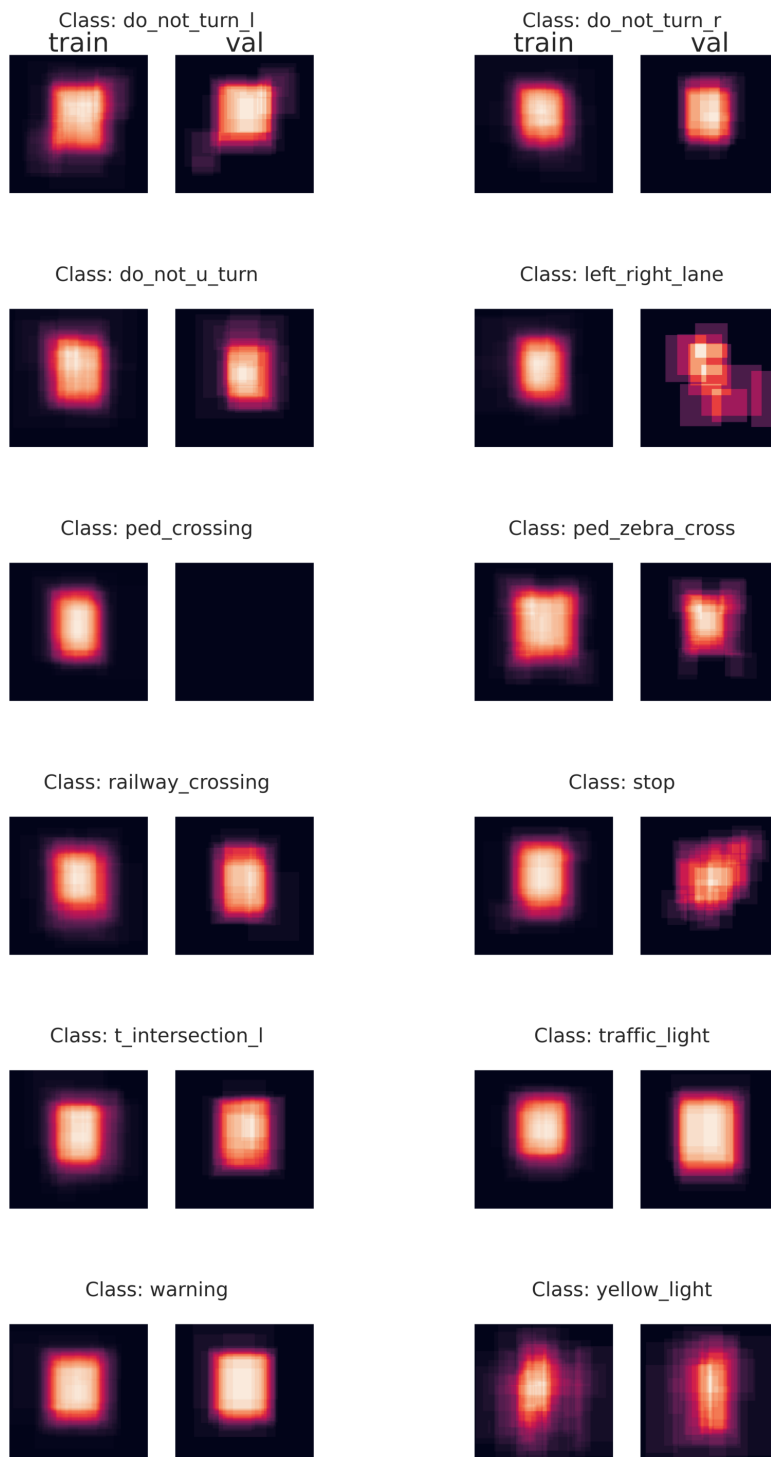 Class: do_not_turn_l
train val
Class: do_not_turn_r
train val
Class: do_not_u_turn
Class: left_right_lane
Class: ped_crossing
Class: ped_zebra_cross
Class: railway_crossing
Class: stop
Class: t_intersection_l
Class: traffic_light
Class: warning
Class: yellow_light